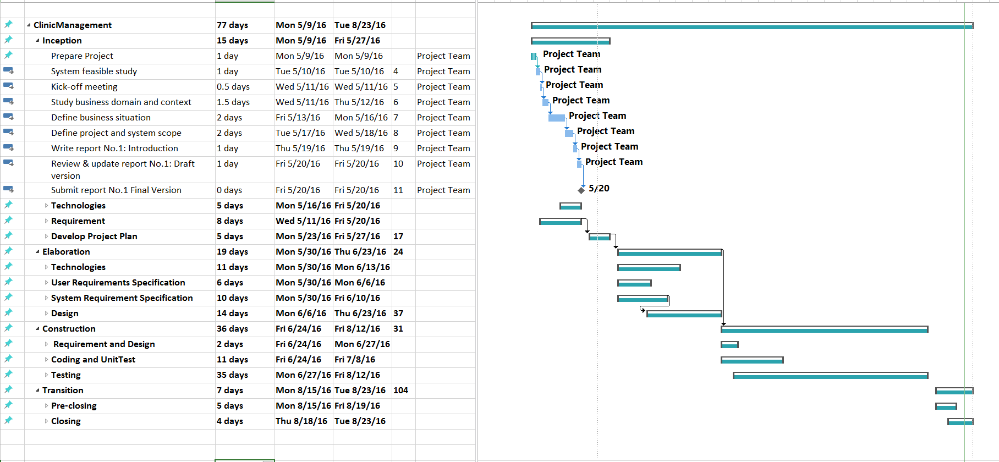 ClinicManagement 77 days Mon 5/9/16 Tue 8/23/16
Inception 15 days Mon 5/9/16 Fri 5/27/16
Prepare Project 1 day Mon 5/9/16 Mon 5/9/16 Project Team Project Team
System feasible study 1 day Tue 5/10/16 Tue 5/10/16 4 Project Team Project Team
Kick-off meeting 0.5 days Wed 5/11/16 Wed 5/11/16 5 Project Team Project Team
Study business domain and context 1.5 days Wed 5/11/16 Thu 5/12/16 6 Project Team Project Team
Define business situation 2 days Fri 5/13/16 Mon 5/16/16 7 Project Team Project Team
Define project and system scope 2 days Tue 5/17/16 Wed 5/18/16 8 Project Team Project Team
Write report No.1: Introduction 1 day Thu 5/19/16 Thu 5/19/16 9 Project Team Project Team
Review & update report No.1: Draft 1 day Fri 5/20/16 Fri 5/20/16 10 Project Team Project Team
version
Submit report No.1 Final Version 0 days Fri 5/20/16 Fri 5/20/16 11 Project Team 5/20
Technologies 5 days Mon 5/16/16 Fri 5/20/16
Requirement 8 days Wed 5/11/16 Fri 5/20/16
Develop Project Plan 5 days Mon 5/23/16 Fri 5/27/16 17
Elaboration 19 days Mon 5/30/16 Thu 6/23/16 24
Technologies 11 days Mon 5/30/16 Mon 6/13/16
User Requirements Specification 6 days Mon 5/30/16 Mon 6/6/16
System Requirement Specification 10 days Mon 5/30/16 Fri 6/10/16
Design 14 days Mon 6/6/16 Thu 6/23/16 37
Construction 36 days Fri 6/24/16 Fri 8/12/16 31
Requirement and Design 2 days Fri 6/24/16 Mon 6/27/16
Coding and UnitTest 11 days Fri 6/24/16 Fri 7/8/16
Testing 35 days Mon 6/27/16 Fri 8/12/16
Transition 7 days Mon 8/15/16 Tue 8/23/16 104
Pre-closing 5 days Mon 8/15/16 Fri 8/19/16
Closing 4 days Thu 8/18/16 Tue 8/23/16